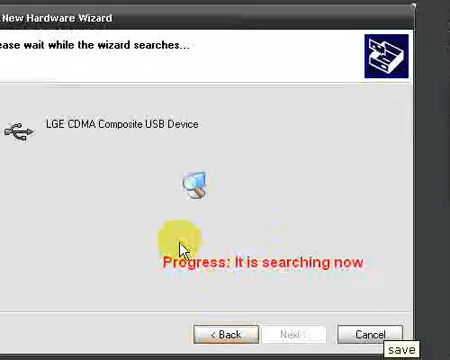 New Hardware Wizard
ease wait while the wizard searches...
LGE CDMA Composite USB Device
Progress: It is searching now
< Back
Next >
Cancel
save